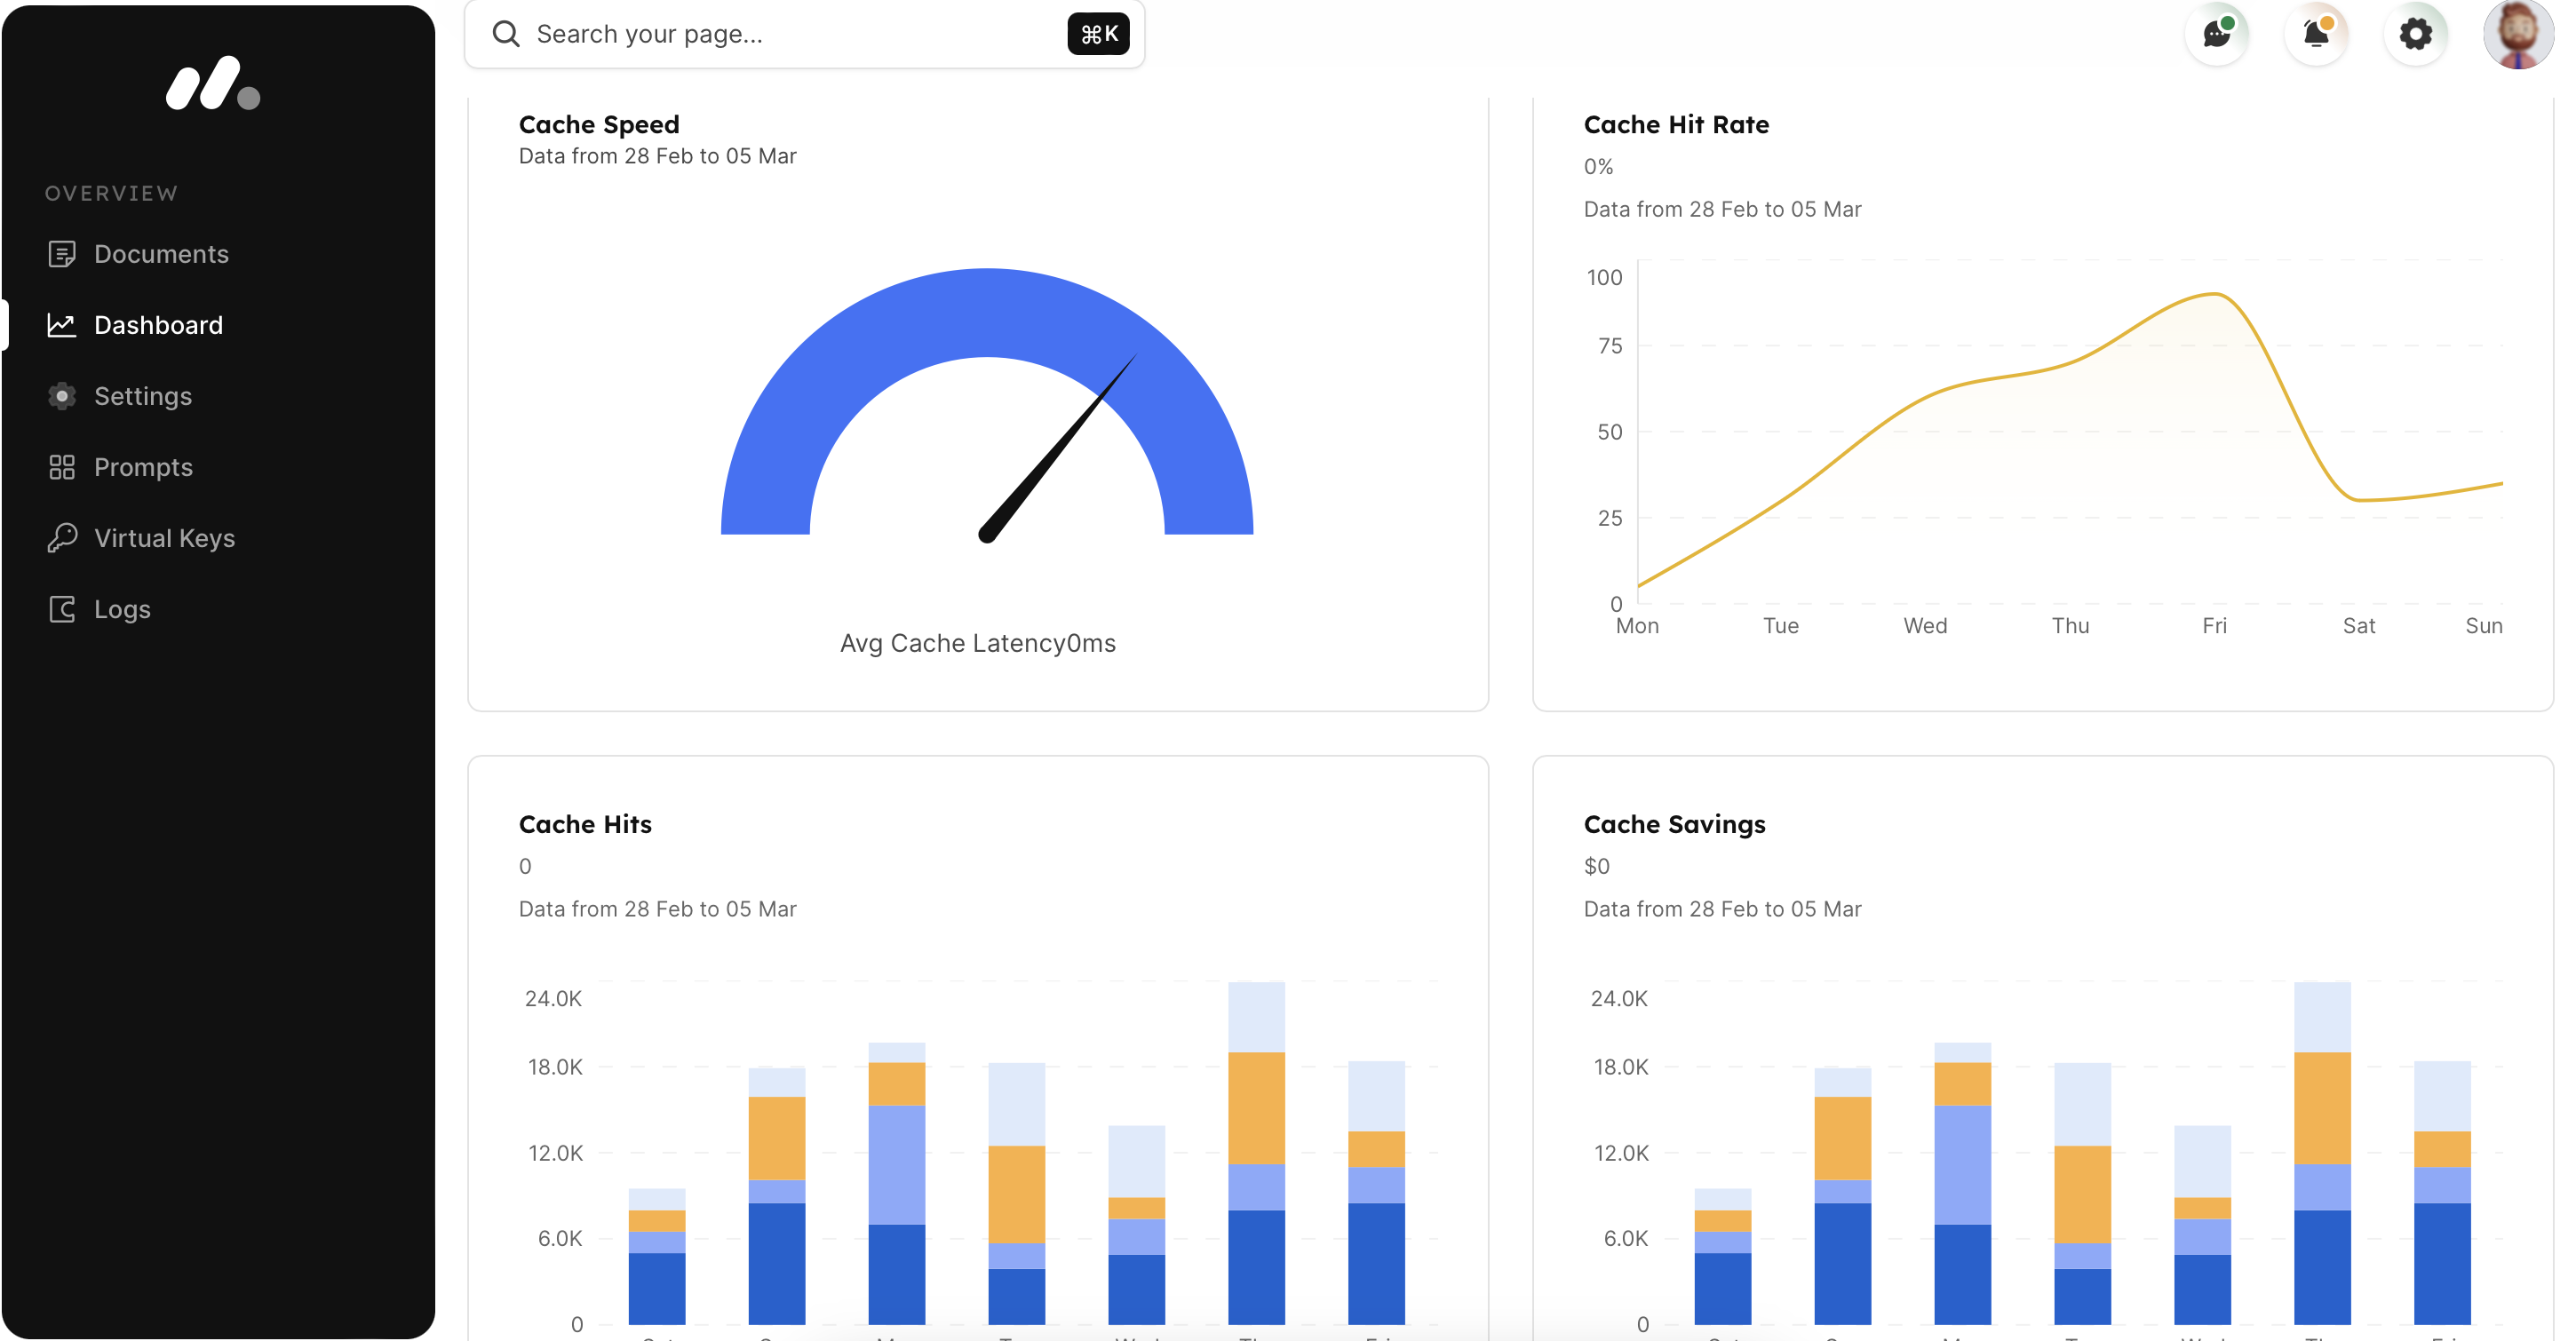 Search your page...
⌘K
OVERVIEW
Documents
Dashboard
Settings
Prompts
Virtual Keys
Logs
Cache Speed
Data from 28 Feb to 05 Mar
Avg Cache Latency0ms
Cache Hit Rate
0%
Data from 28 Feb to 05 Mar
100
75
50
25
0
Mon Tue Wed Thu Fri Sat Sun
Cache Hits
0
Data from 28 Feb to 05 Mar
24.0K
18.0K
12.0K
6.0K
0
Cache Savings
$0
Data from 28 Feb to 05 Mar
24.0K
18.0K
12.0K
6.0K
0